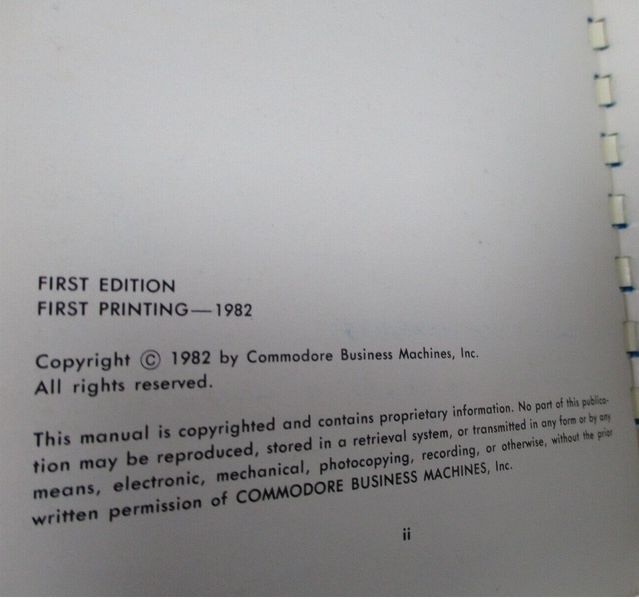 FIRST EDITION
FIRST PRINTING—1982
Copyright © 1982 by Commodore Business Machines, Inc.
All rights reserved.
This manual is copyrighted and contains proprietary information. No part of this publica-
tion may be reproduced, stored in a retrieval system, or transmitted in any form or by any
means, electronic, mechanical, photocopying, recording, or otherwise, without the prior
written permission of COMMODORE BUSINESS MACHINES, Inc.
ii